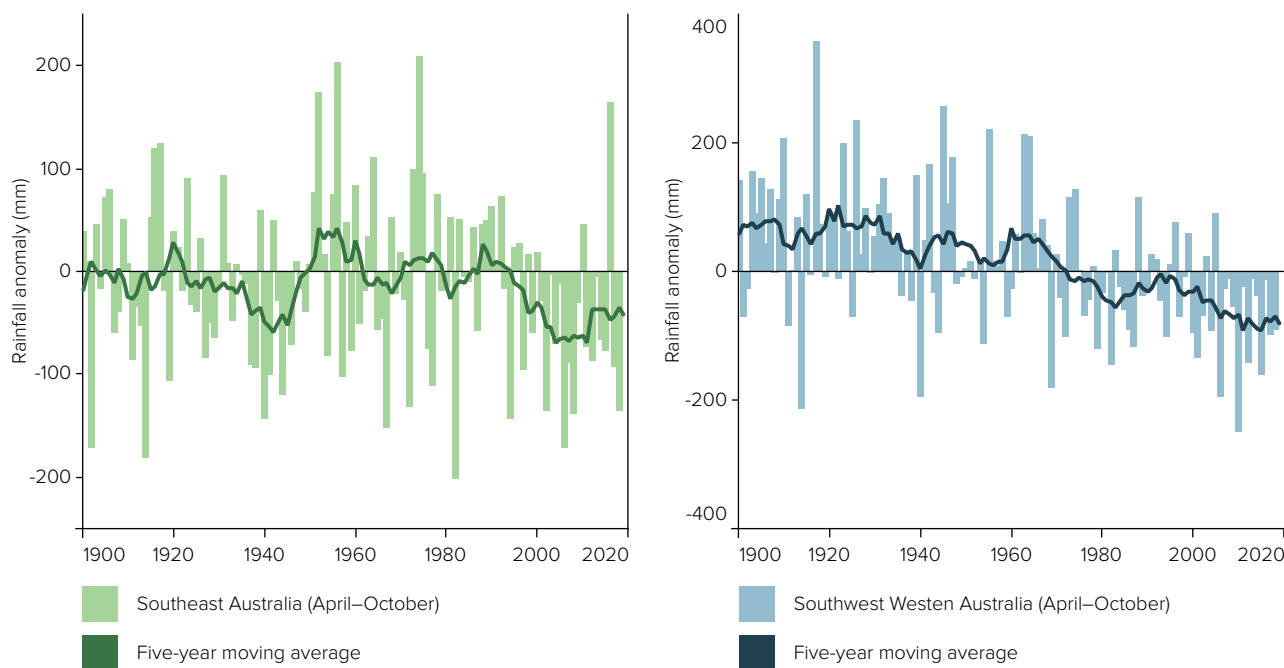 Rainfall anomaly (mm)
200
100
0
-100
-200
1900 1920 1940 1960 1980 2000 2020
Southeast Australia (April–October)
Five-year moving average
Rainfall anomaly (mm)
400
200
0
-200
-400
1900 1920 1940 1960 1980 2000 2020
Southwest Westen Australia (April–October)
Five-year moving average